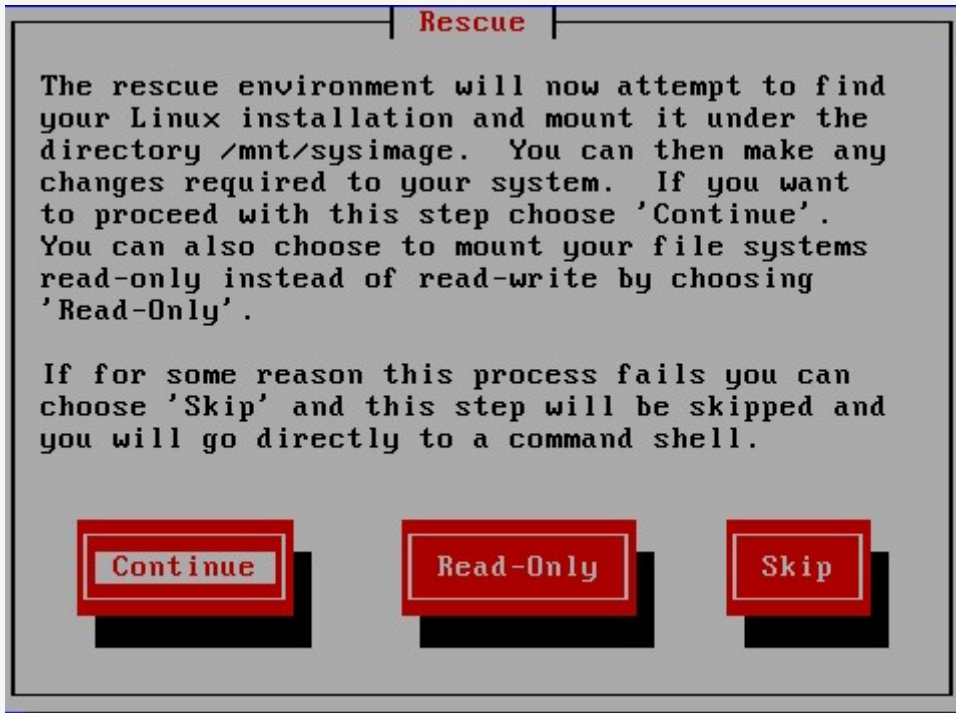 Rescue
The rescue environment will now attempt to find
your Linux installation and mount it under the
directory /mnt/sysimage.  You can then make any
changes required to your system.  If you want
to proceed with this step choose 'Continue'.
You can also choose to mount your file systems
read-only instead of read-write by choosing
'Read-Only'.
If for some reason this process fails you can
choose 'Skip' and this step will be skipped and
you will go directly to a command shell.
Continue Read-Only Skip